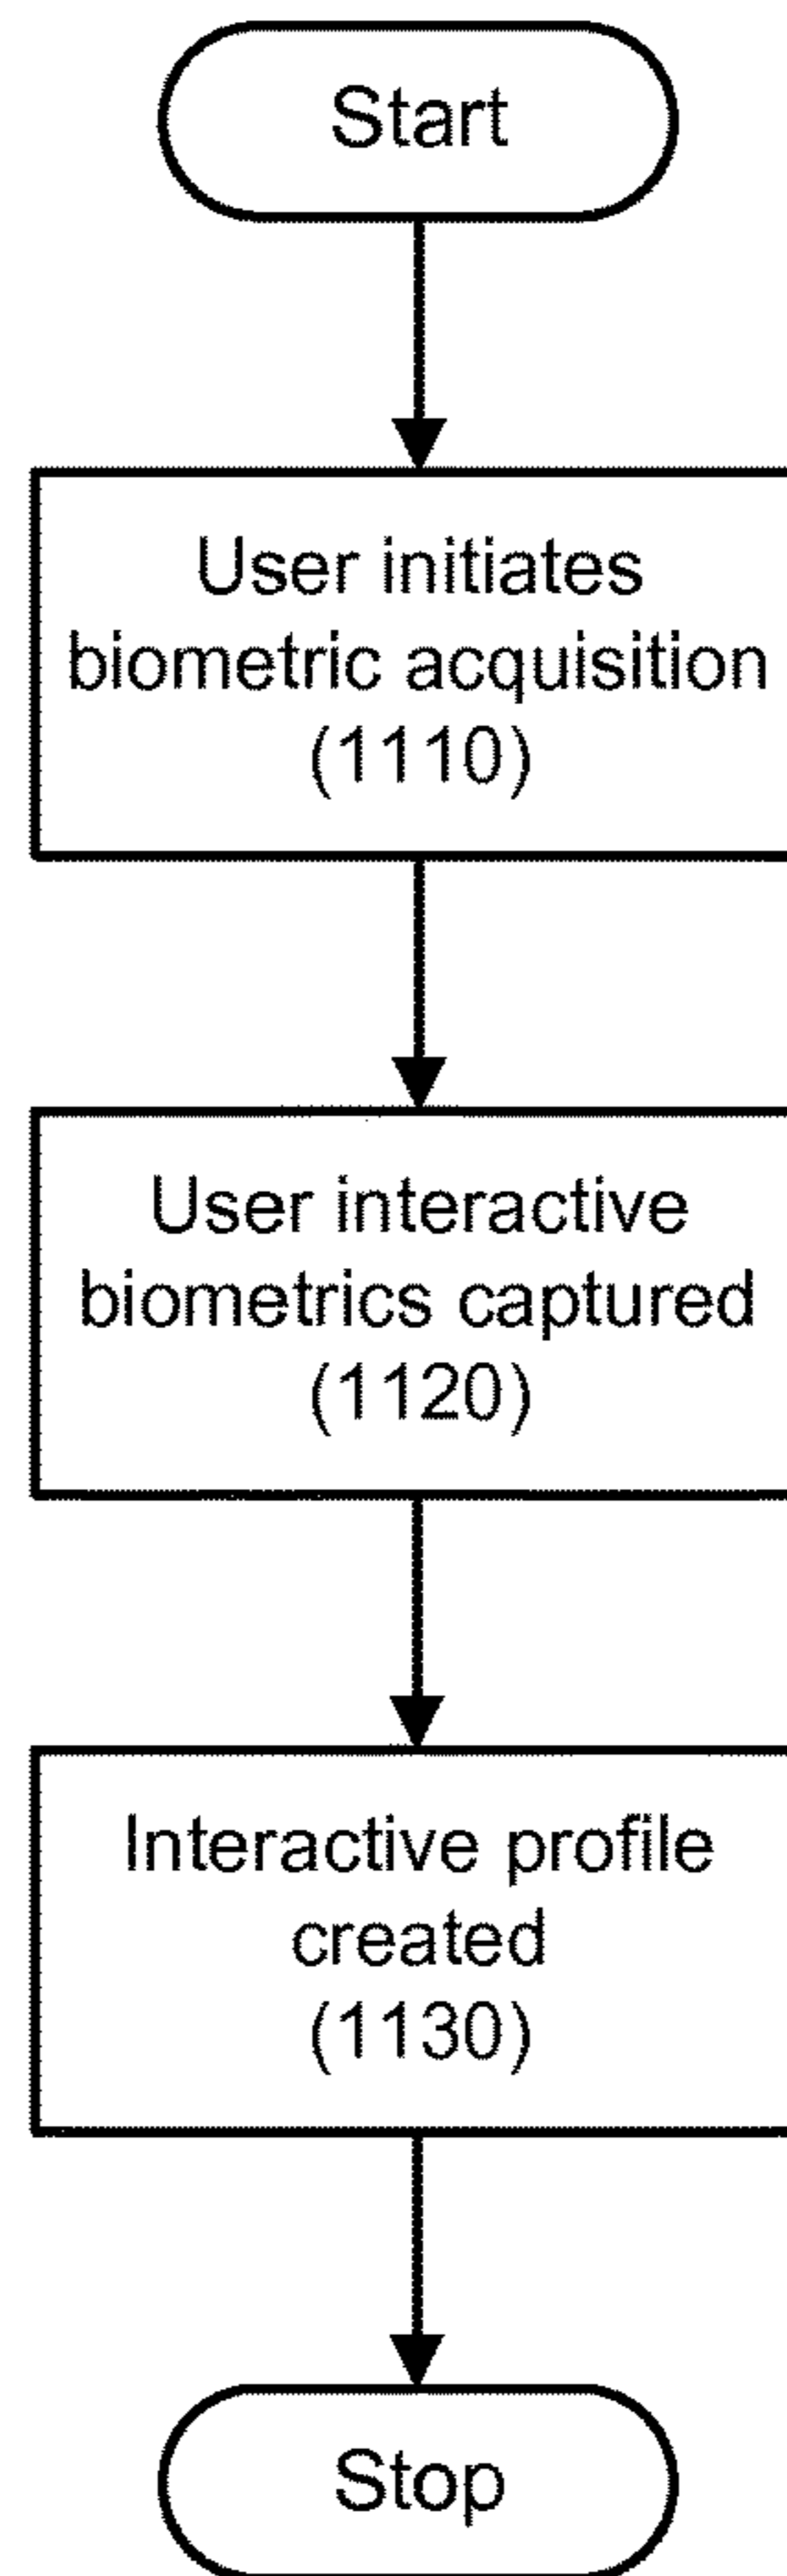 Start
User initiates
biometric acquisition
(1110)
User interactive
biometrics captured
(1120)
Interactive profile
created
(1130)
Stop